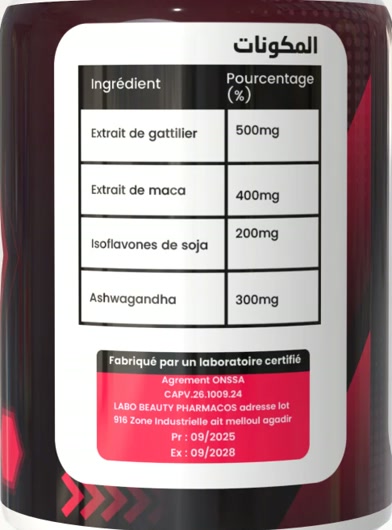 المكونات
Ingrédient Pourcentage (%)
Extrait de gattilier 500mg
Extrait de maca 400mg
Isoflavones de soja 200mg
Ashwagandha 300mg
Fabriqué par un laboratoire certifié
Agrement ONSSA
CAPV.26.1009.24
LABO BEAUTY PHARMACOS adresse lot
916 Zone Industrielle ait melloul agadir
Pr : 09/2025
Ex : 09/2028